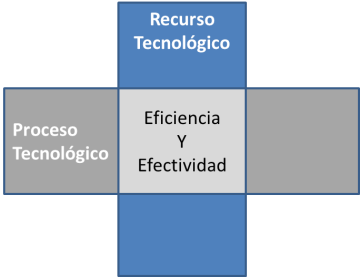 Recurso
Tecnológico
Proceso
Tecnológico
Eficiencia
Y
Efectividad